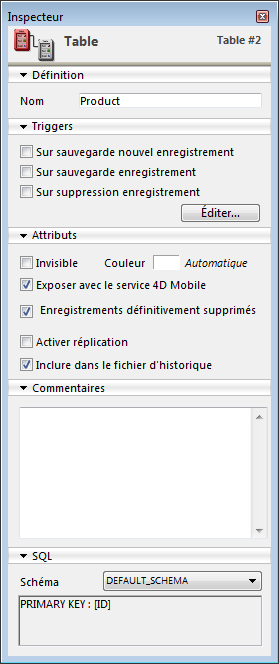 Inspecteur
Table
Table #2
Définition
Nom
Product
Triggers
Sur sauvegarde nouvel enregistrement
Sur sauvegarde enregistrement
Sur suppression enregistrement
Éditer...
Attributs
Invisible
Couleur
Automatique
Exposer avec le service 4D Mobile
Enregistrements définitivement supprimés
Activer réplication
Inclure dans le fichier d'historique
Commentaires
SQL
Schéma
DEFAULT_SCHEMA
PRIMARY KEY : [ID]